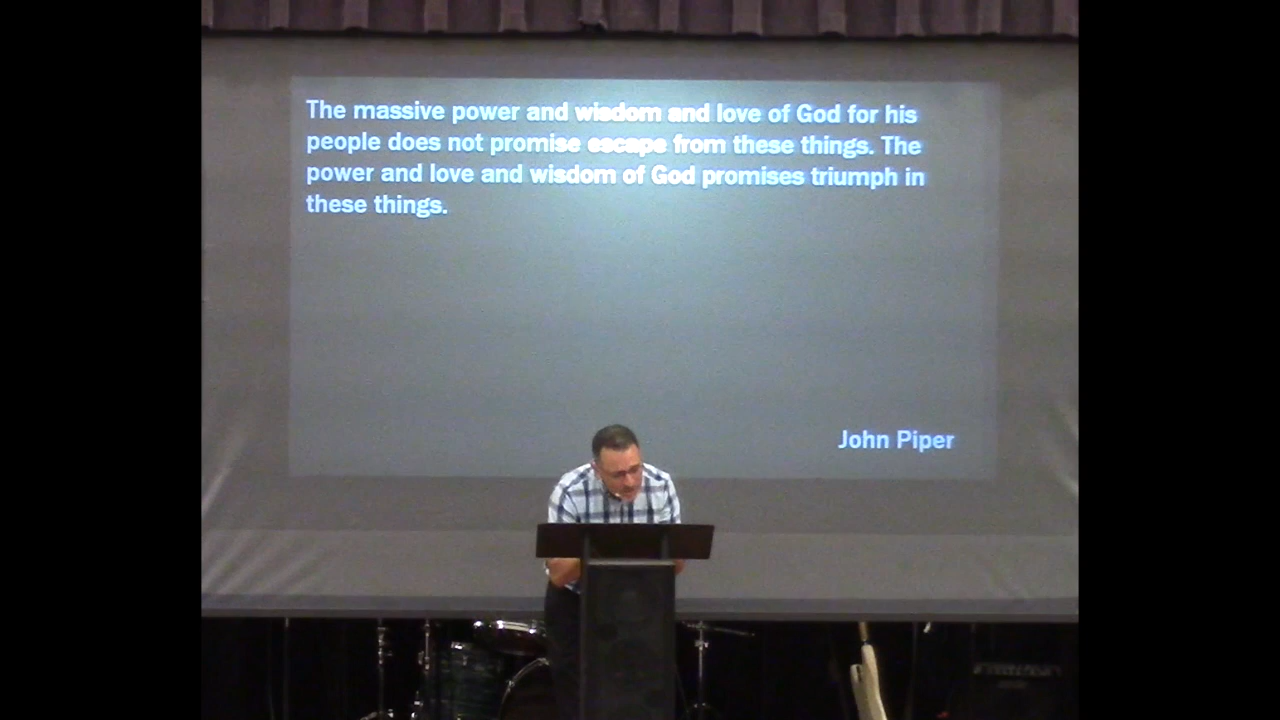 The massive power and wisdom and love of God for his
people does not promise escape from these things. The
power and love and wisdom of God promises triumph in
these things.
John Piper